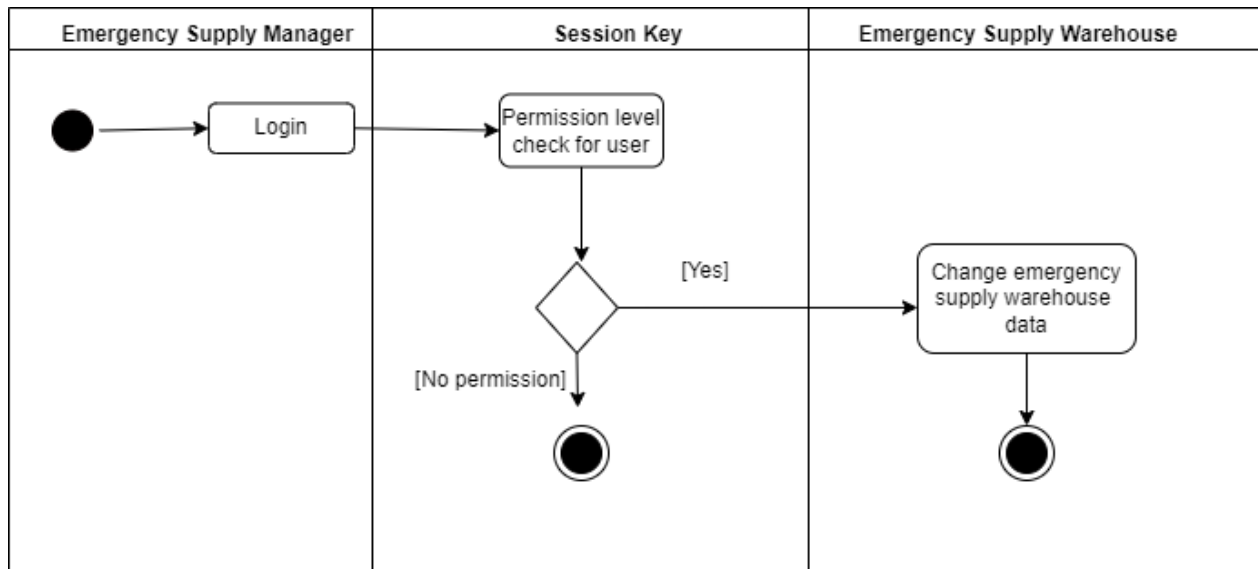 Emergency Supply Manager
Session Key
Emergency Supply Warehouse
Login
Permission level
check for user
[Yes]
Change emergency
supply warehouse
data
[No permission]